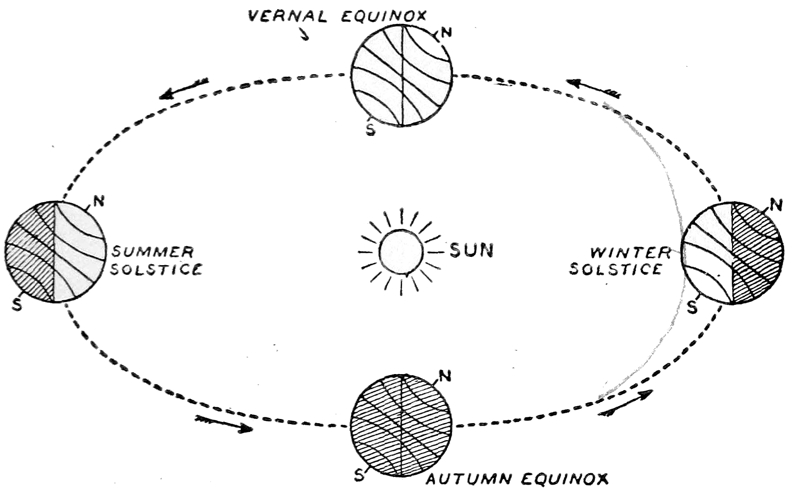 VERNAL EQUINOX
N
S
N
SUMMER
SOLSTICE
S
SUN
WINTER
SOLSTICE
N
S
N
S
AUTUMN EQUINOX